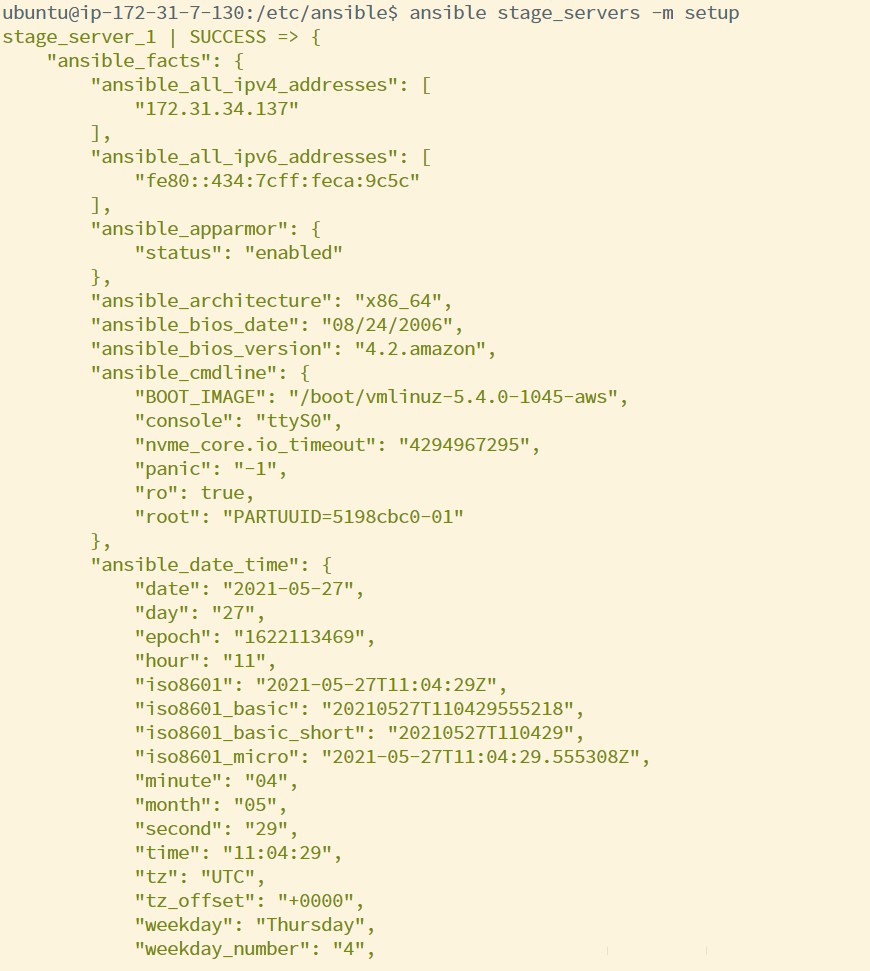 ubuntu@ip-172-31-7-130:/etc/ansible$ ansible stage_servers -m setup
stage_server_1 | SUCCESS => {
    "ansible_facts": {
        "ansible_all_ipv4_addresses": [
            "172.31.34.137"
        ],
        "ansible_all_ipv6_addresses": [
            "fe80::434:7cff:feca:9c5c"
        ],
        "ansible_apparmor": {
            "status": "enabled"
        },
        "ansible_architecture": "x86_64",
        "ansible_bios_date": "08/24/2006",
        "ansible_bios_version": "4.2.amazon",
        "ansible_cmdline": {
            "BOOT_IMAGE": "/boot/vmlinuz-5.4.0-1045-aws",
            "console": "ttyS0",
            "nvme_core.io_timeout": "4294967295",
            "panic": "-1",
            "ro": true,
            "root": "PARTUUID=5198cbc0-01"
        },
        "ansible_date_time": {
            "date": "2021-05-27",
            "day": "27",
            "epoch": "1622113469",
            "hour": "11",
            "iso8601": "2021-05-27T11:04:29Z",
            "iso8601_basic": "20210527T110429555218",
            "iso8601_basic_short": "20210527T110429",
            "iso8601_micro": "2021-05-27T11:04:29.555308Z",
            "minute": "04",
            "month": "05",
            "second": "29",
            "time": "11:04:29",
            "tz": "UTC",
            "tz_offset": "+0000",
            "weekday": "Thursday",
            "weekday_number": "4",